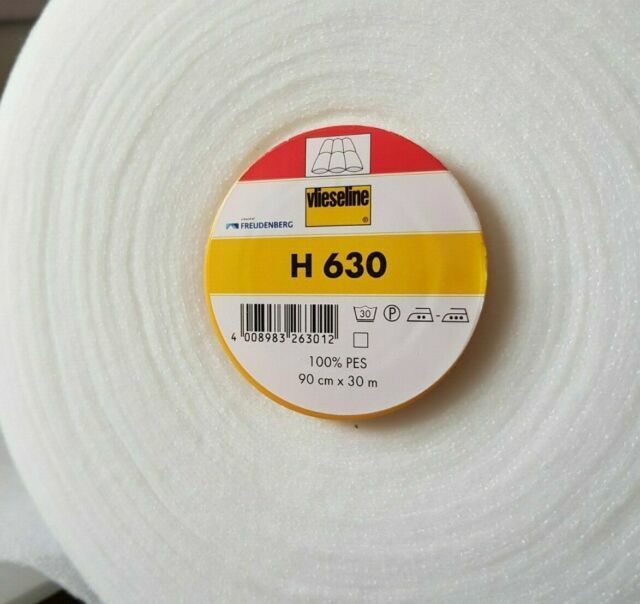 vlieseline
®
FREUDENBERG
H 630
30 P
4 008983 263012
100% PES
90 cm x 30 m